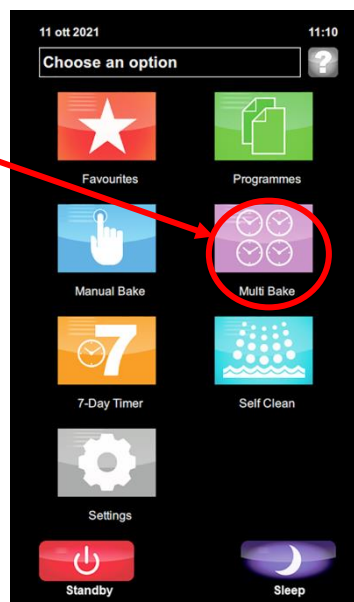 11 ott 2021 11:10
Choose an option ?
Favourites Programmes
Manual Bake Multi Bake
7
7-Day Timer Self Clean
Settings
Standby Sleep